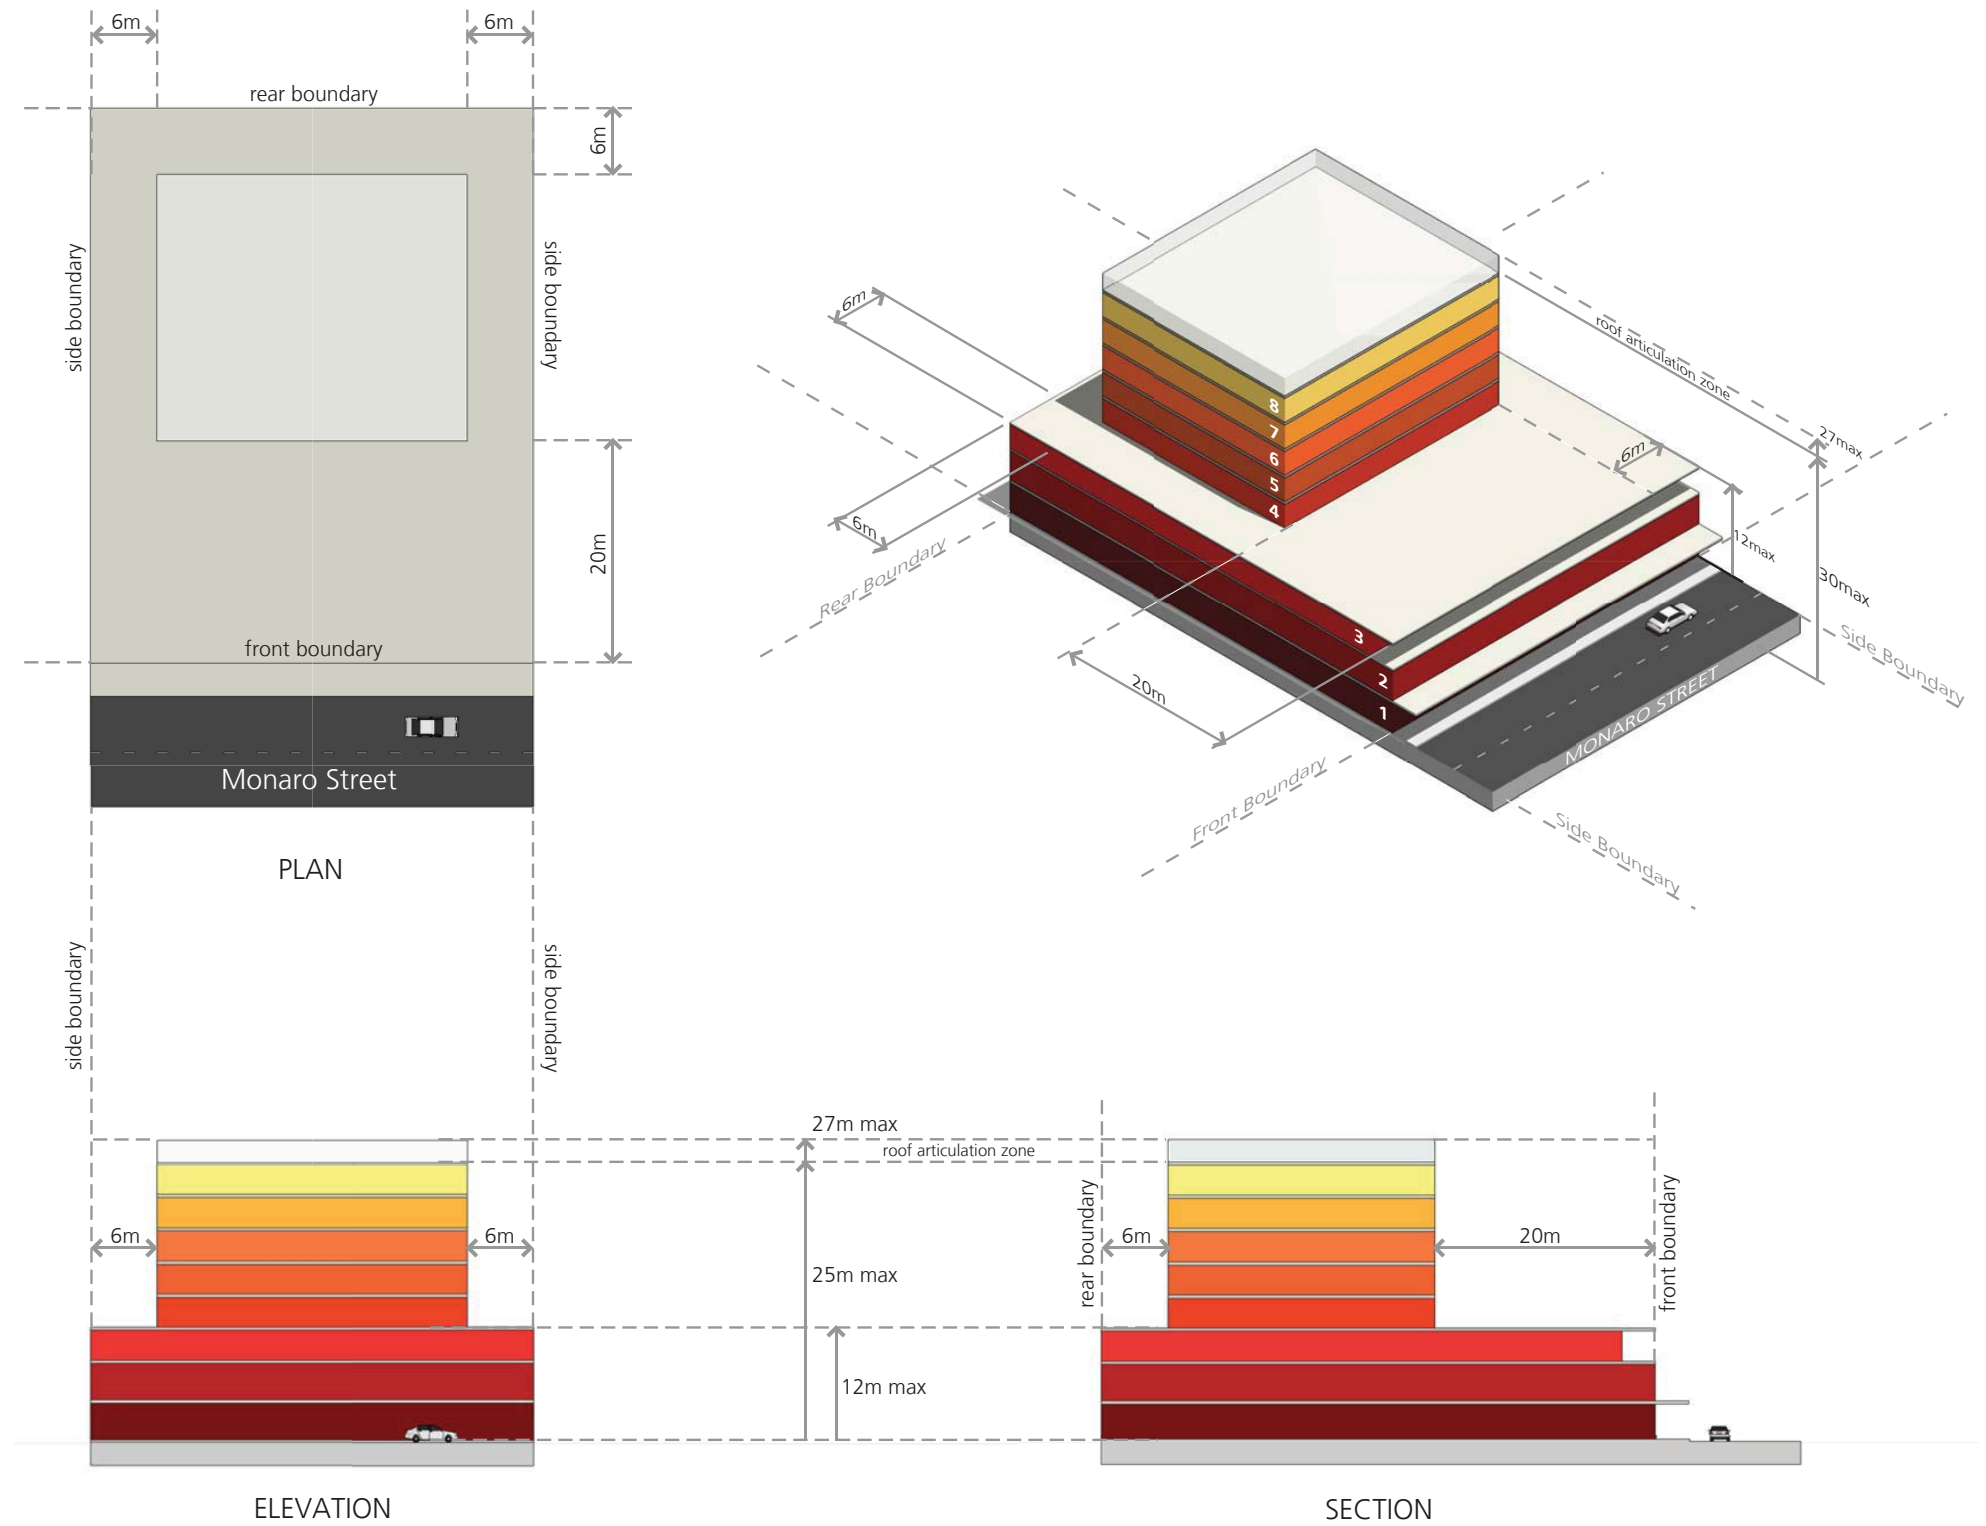 6m
6m
rear boundary
6m
side boundary
side boundary
20m
front boundary
Monaro Street
PLAN
6m
6m
roof articulation zone
27max
6m
12max
30max
8
7
6
5
4
3
2
1
Rear Boundary
20m
Front Boundary
MONARO STREET
Side Boundary
Side Boundary
side boundary
side boundary
27m max
roof articulation zone
6m
6m
25m max
12m max
ELEVATION
rear boundary
6m
20m
front boundary
SECTION